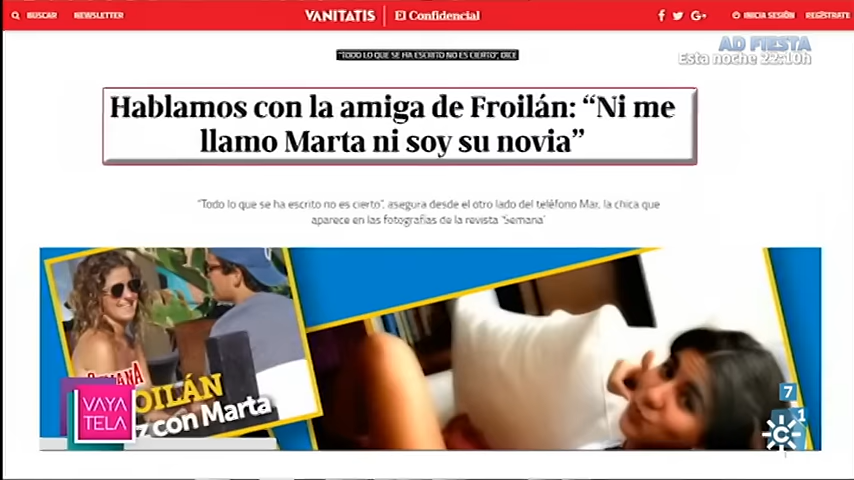 BUSCAR NEWSLETTER VANITATIS El Confidencial INICIA SESIÓN REGÍSTRATE
AD FIESTA
Esta noche 22:10h
"TODO LO QUE SE HA ESCRITO NO ES CIERTO", DICE
Hablamos con la amiga de Froilán: “Ni me
llamo Marta ni soy su novia”
"Todo lo que se ha escrito no es cierto", asegura desde el otro lado del teléfono Mar, la chica que
aparece en las fotografías de la revista 'Semana'
OILÁN
z con Marta
VAYA
TELA
7
1